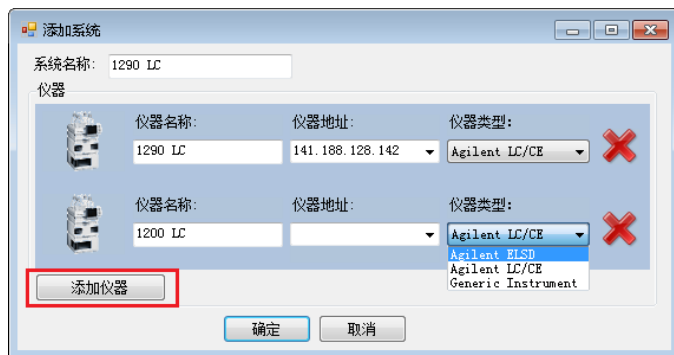 添加系统
系统名称: 1290 LC
仪器
仪器名称: 仪器地址: 仪器类型:
1290 LC 141.188.128.142 Agilent LC/CE
仪器名称: 仪器地址: 仪器类型:
1200 LC Agilent LC/CE
Agilent ELSD
Agilent LC/CE
Generic Instrument
添加仪器
确定 取消